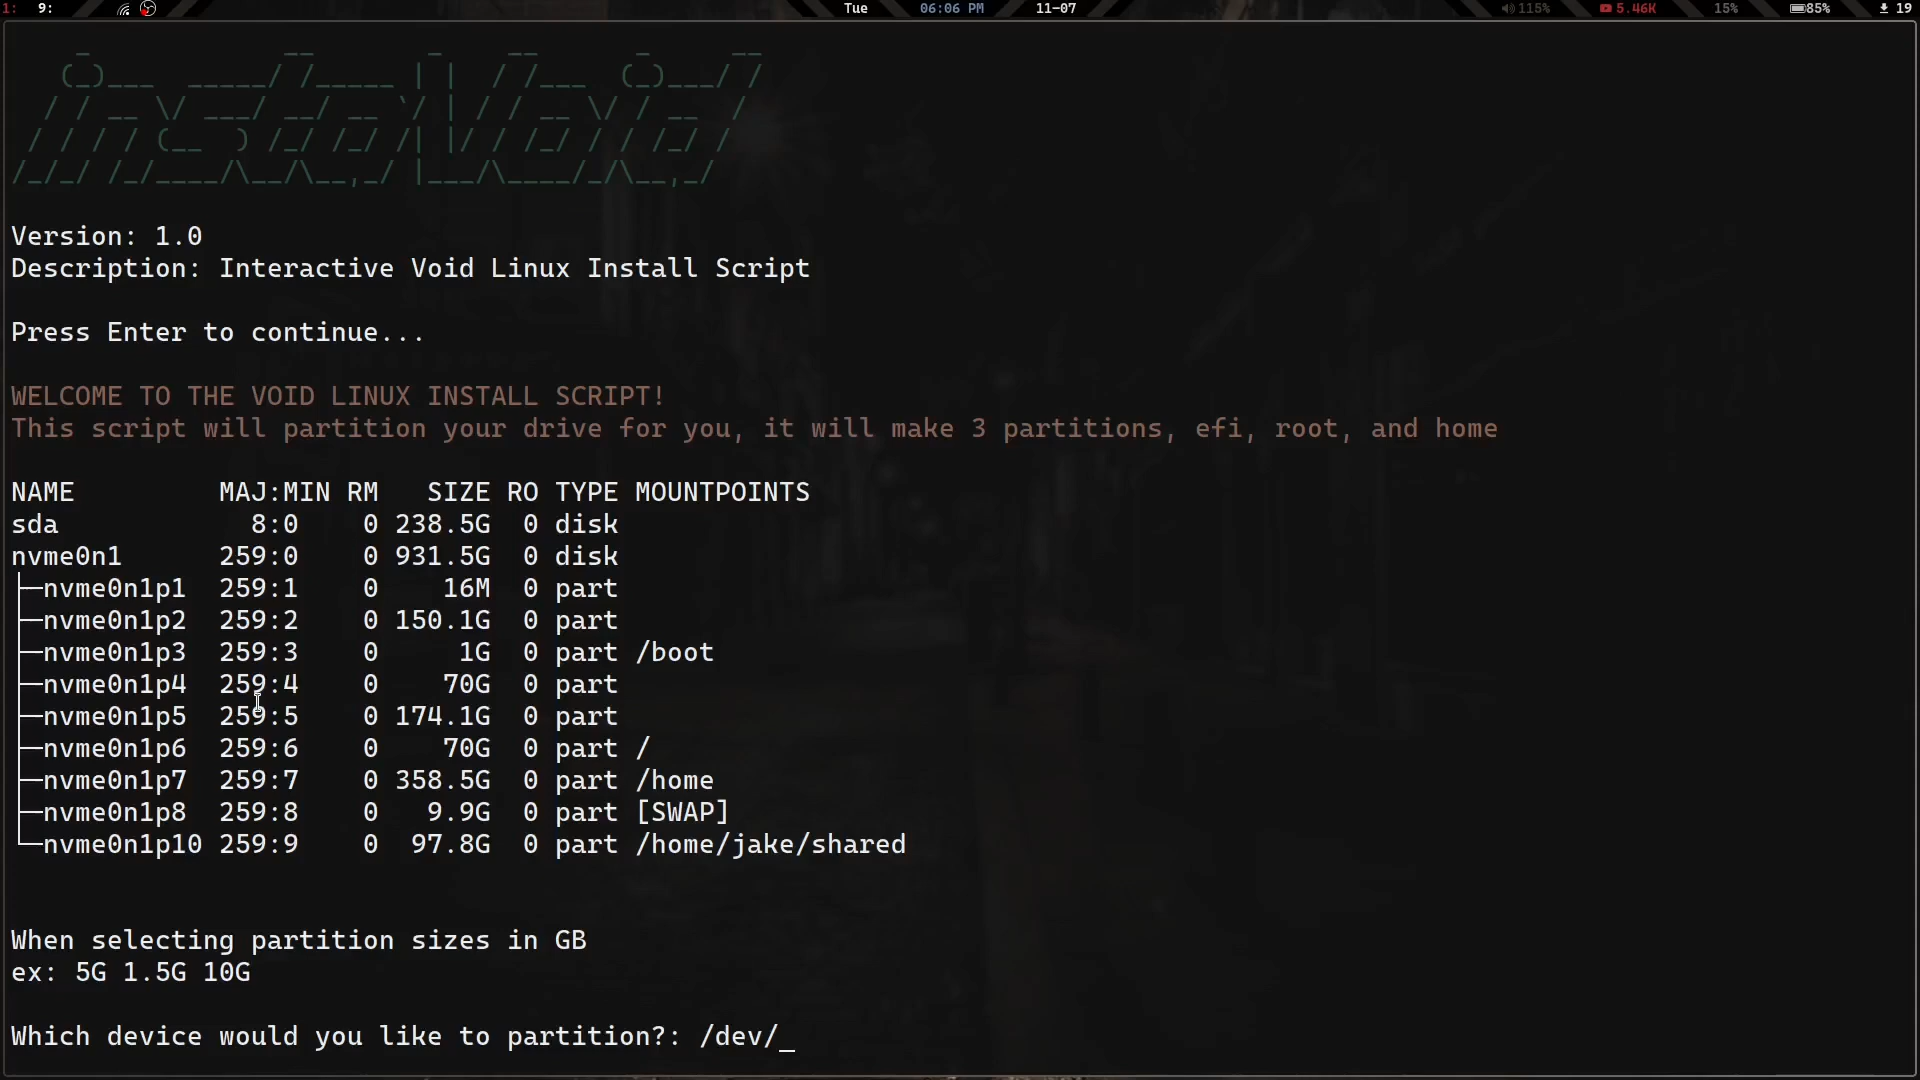 1: 9: Tue 06:06 PM 11-07 115% 5.46K 15% 85% 19
InstaVoid
Version: 1.0
Description: Interactive Void Linux Install Script
Press Enter to continue...
WELCOME TO THE VOID LINUX INSTALL SCRIPT!
This script will partition your drive for you, it will make 3 partitions, efi, root, and home
NAME MAJ:MIN RM SIZE RO TYPE MOUNTPOINTS
sda 8:0 0 238.5G 0 disk
nvme0n1 259:0 0 931.5G 0 disk
├─nvme0n1p1 259:1 0 16M 0 part
├─nvme0n1p2 259:2 0 150.1G 0 part
├─nvme0n1p3 259:3 0 1G 0 part /boot
├─nvme0n1p4 259:4 0 70G 0 part
├─nvme0n1p5 259:5 0 174.1G 0 part
├─nvme0n1p6 259:6 0 70G 0 part /
├─nvme0n1p7 259:7 0 358.5G 0 part /home
├─nvme0n1p8 259:8 0 9.9G 0 part [SWAP]
└─nvme0n1p10 259:9 0 97.8G 0 part /home/jake/shared
When selecting partition sizes in GB
ex: 5G 1.5G 10G
Which device would you like to partition?: /dev/_